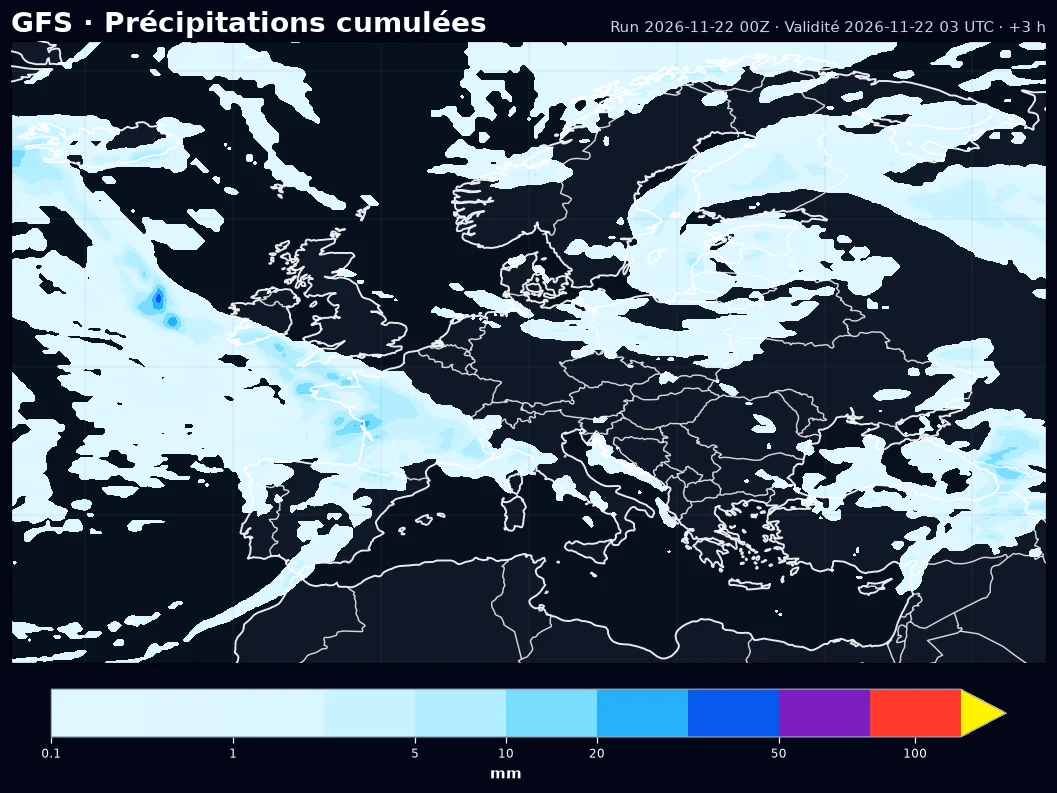 GFS · Précipitations cumulées
Run 2026-11-22 00Z · Validité 2026-11-22 03 UTC · +3 h
0.1 1 5 10 20 50 100
mm